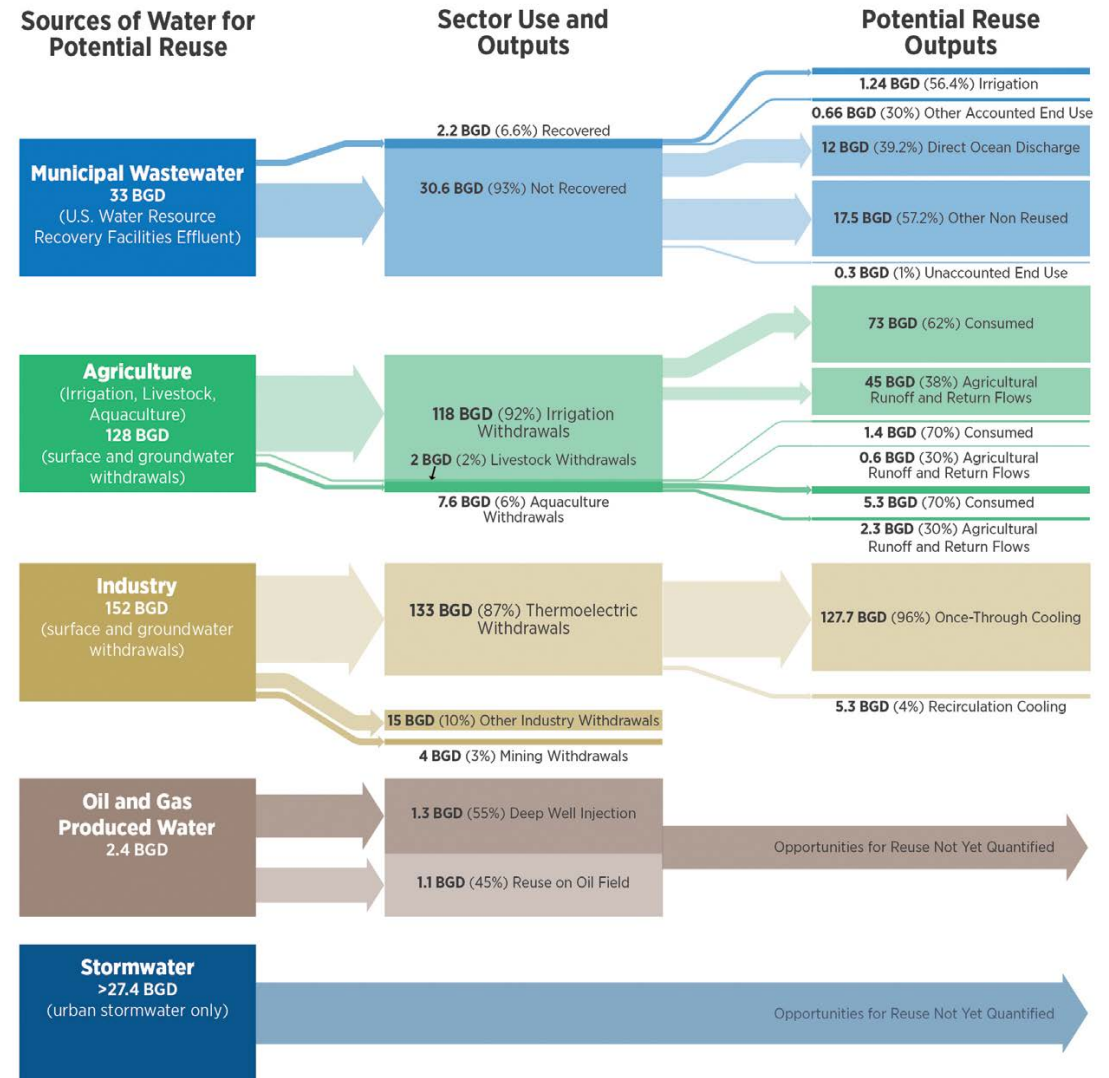 Sources of Water for
Potential Reuse
Sector Use and
Outputs
Potential Reuse
Outputs
Municipal Wastewater
33 BGD
(U.S. Water Resource
Recovery Facilities Effluent)
2.2 BGD (6.6%) Recovered
30.6 BGD (93%) Not Recovered
1.24 BGD (56.4%) Irrigation
0.66 BGD (30%) Other Accounted End Use
12 BGD (39.2%) Direct Ocean Discharge
17.5 BGD (57.2%) Other Non Reused
0.3 BGD (1%) Unaccounted End Use
Agriculture
(Irrigation, Livestock,
Aquaculture)
128 BGD
(surface and groundwater
withdrawals)
118 BGD (92%) Irrigation
Withdrawals
2 BGD (2%) Livestock Withdrawals
7.6 BGD (6%) Aquaculture
Withdrawals
73 BGD (62%) Consumed
45 BGD (38%) Agricultural
Runoff and Return Flows
1.4 BGD (70%) Consumed
0.6 BGD (30%) Agricultural
Runoff and Return Flows
5.3 BGD (70%) Consumed
2.3 BGD (30%) Agricultural
Runoff and Return Flows
Industry
152 BGD
(surface and groundwater
withdrawals)
133 BGD (87%) Thermoelectric
Withdrawals
15 BGD (10%) Other Industry Withdrawals
4 BGD (3%) Mining Withdrawals
127.7 BGD (96%) Once-Through Cooling
5.3 BGD (4%) Recirculation Cooling
Oil and Gas
Produced Water
2.4 BGD
1.3 BGD (55%) Deep Well Injection
1.1 BGD (45%) Reuse on Oil Field
Opportunities for Reuse Not Yet Quantified
Stormwater
>27.4 BGD
(urban stormwater only)
Opportunities for Reuse Not Yet Quantified